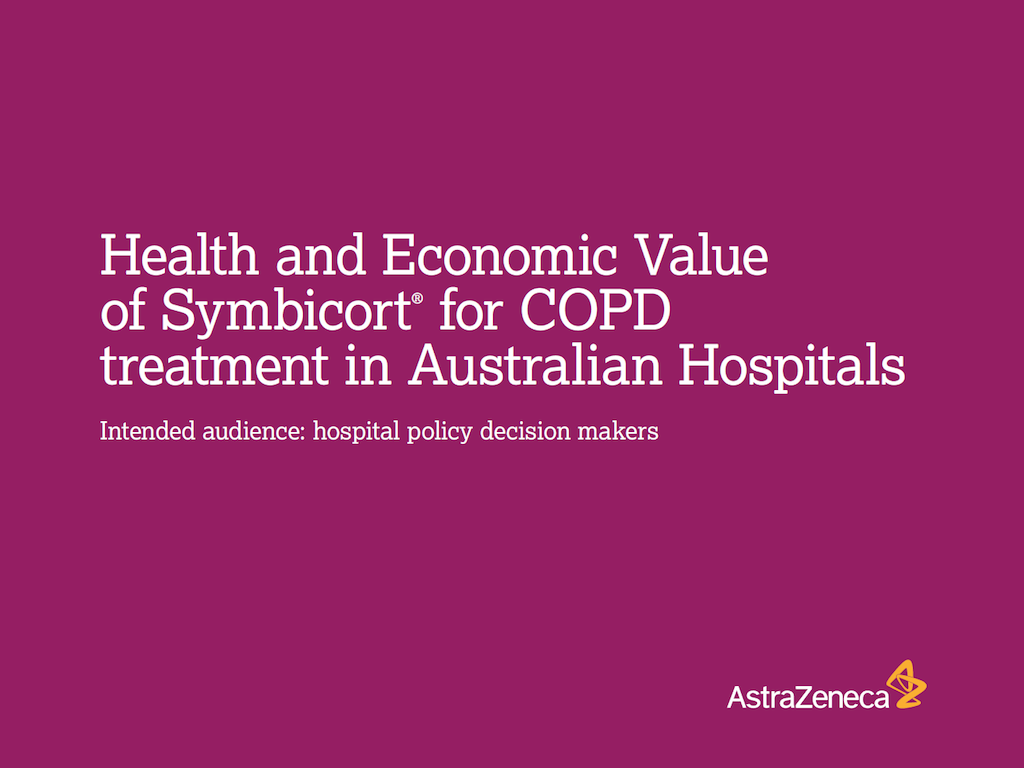 Health and Economic Value
of Symbicort® for COPD
treatment in Australian Hospitals
Intended audience: hospital policy decision makers
AstraZeneca